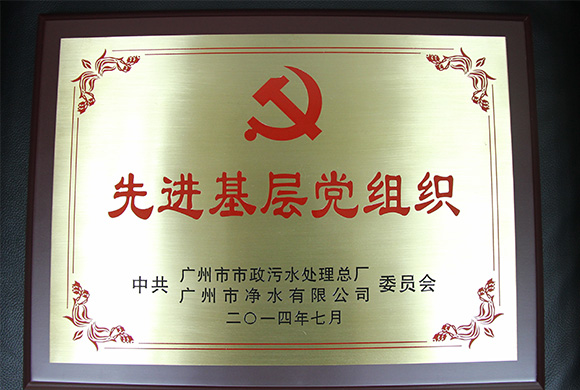 先进基层党组织
中共 广州市市政污水处理总厂 委员会
广州市净水有限公司
二〇一四年七月